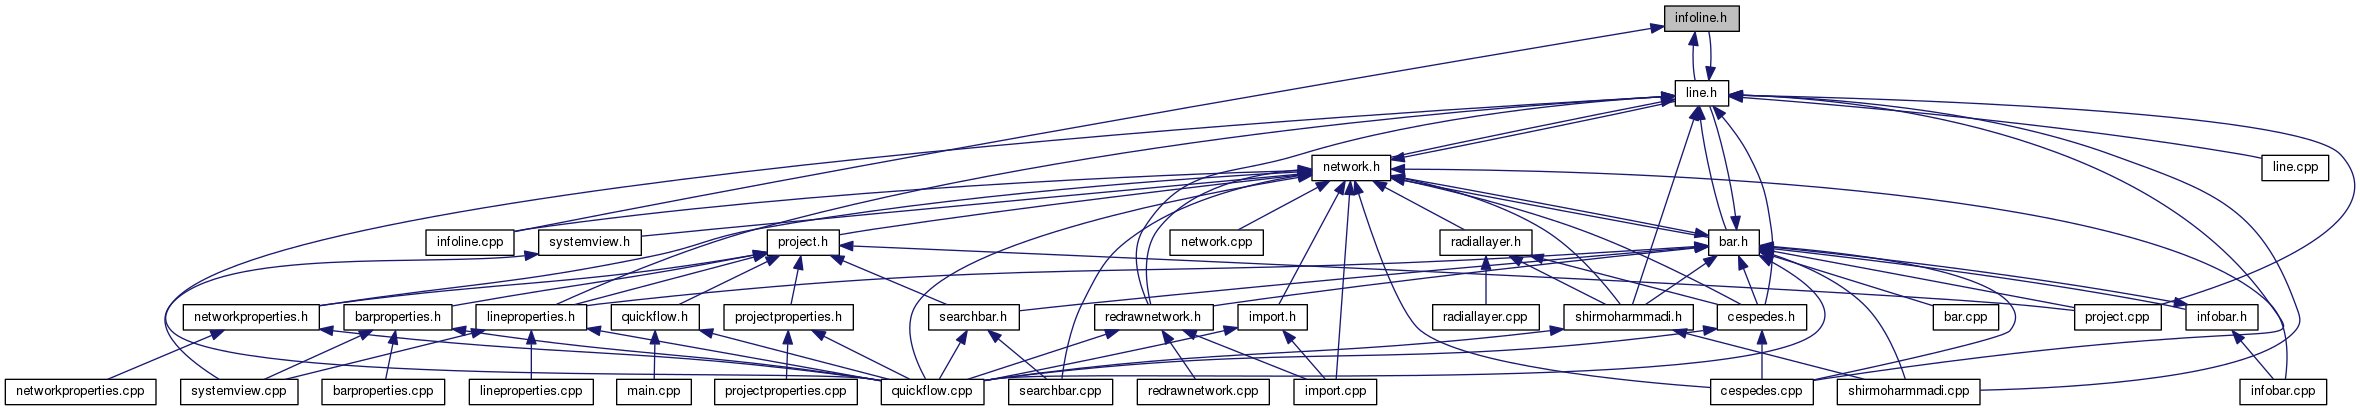 infoline.h
line.h
network.h
line.cpp
infoline.cpp
systemview.h
project.h
network.cpp
radiallayer.h
bar.h
networkproperties.h
barproperties.h
lineproperties.h
quickflow.h
projectproperties.h
searchbar.h
redrawnetwork.h
import.h
radiallayer.cpp
shirmoharmmadi.h
cespedes.h
bar.cpp
project.cpp
infobar.h
networkproperties.cpp
systemview.cpp
barproperties.cpp
lineproperties.cpp
main.cpp
projectproperties.cpp
quickflow.cpp
searchbar.cpp
redrawnetwork.cpp
import.cpp
cespedes.cpp
shirmoharmmadi.cpp
infobar.cpp